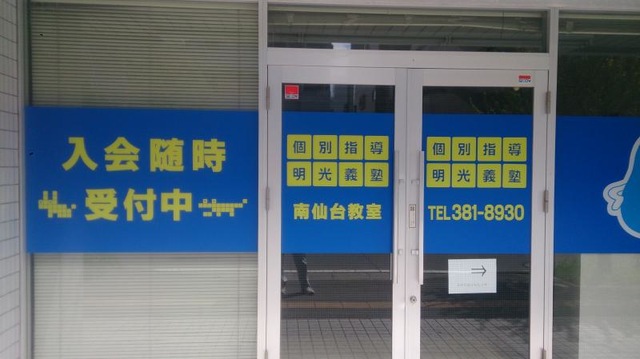 入会随時
受付中
個別指導
明光義塾
南仙台教室
個別指導
明光義塾
TEL381-8930